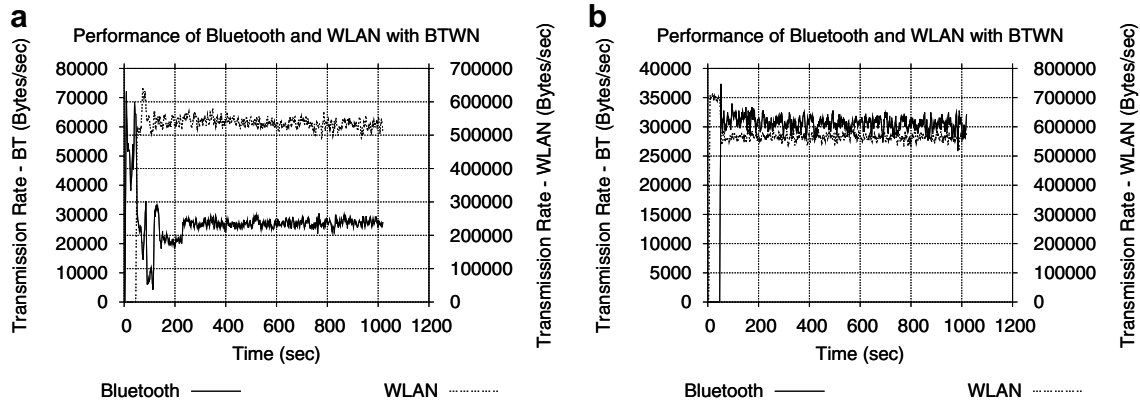 a
Performance of Bluetooth and WLAN with BTWN
Transmission Rate - BT (Bytes/sec)
80000
70000
60000
50000
40000
30000
20000
10000
0
700000
600000
500000
400000
300000
200000
100000
0
Transmission Rate - WLAN (Bytes/sec)
0 200 400 600 800 1000 1200
Time (sec)
Bluetooth
WLAN
b
Performance of Bluetooth and WLAN with BTWN
Transmission Rate - BT (Bytes/sec)
40000
35000
30000
25000
20000
15000
10000
5000
0
800000
700000
600000
500000
400000
300000
200000
100000
0
Transmission Rate - WLAN (Bytes/sec)
0 200 400 600 800 1000 1200
Time (sec)
Bluetooth
WLAN